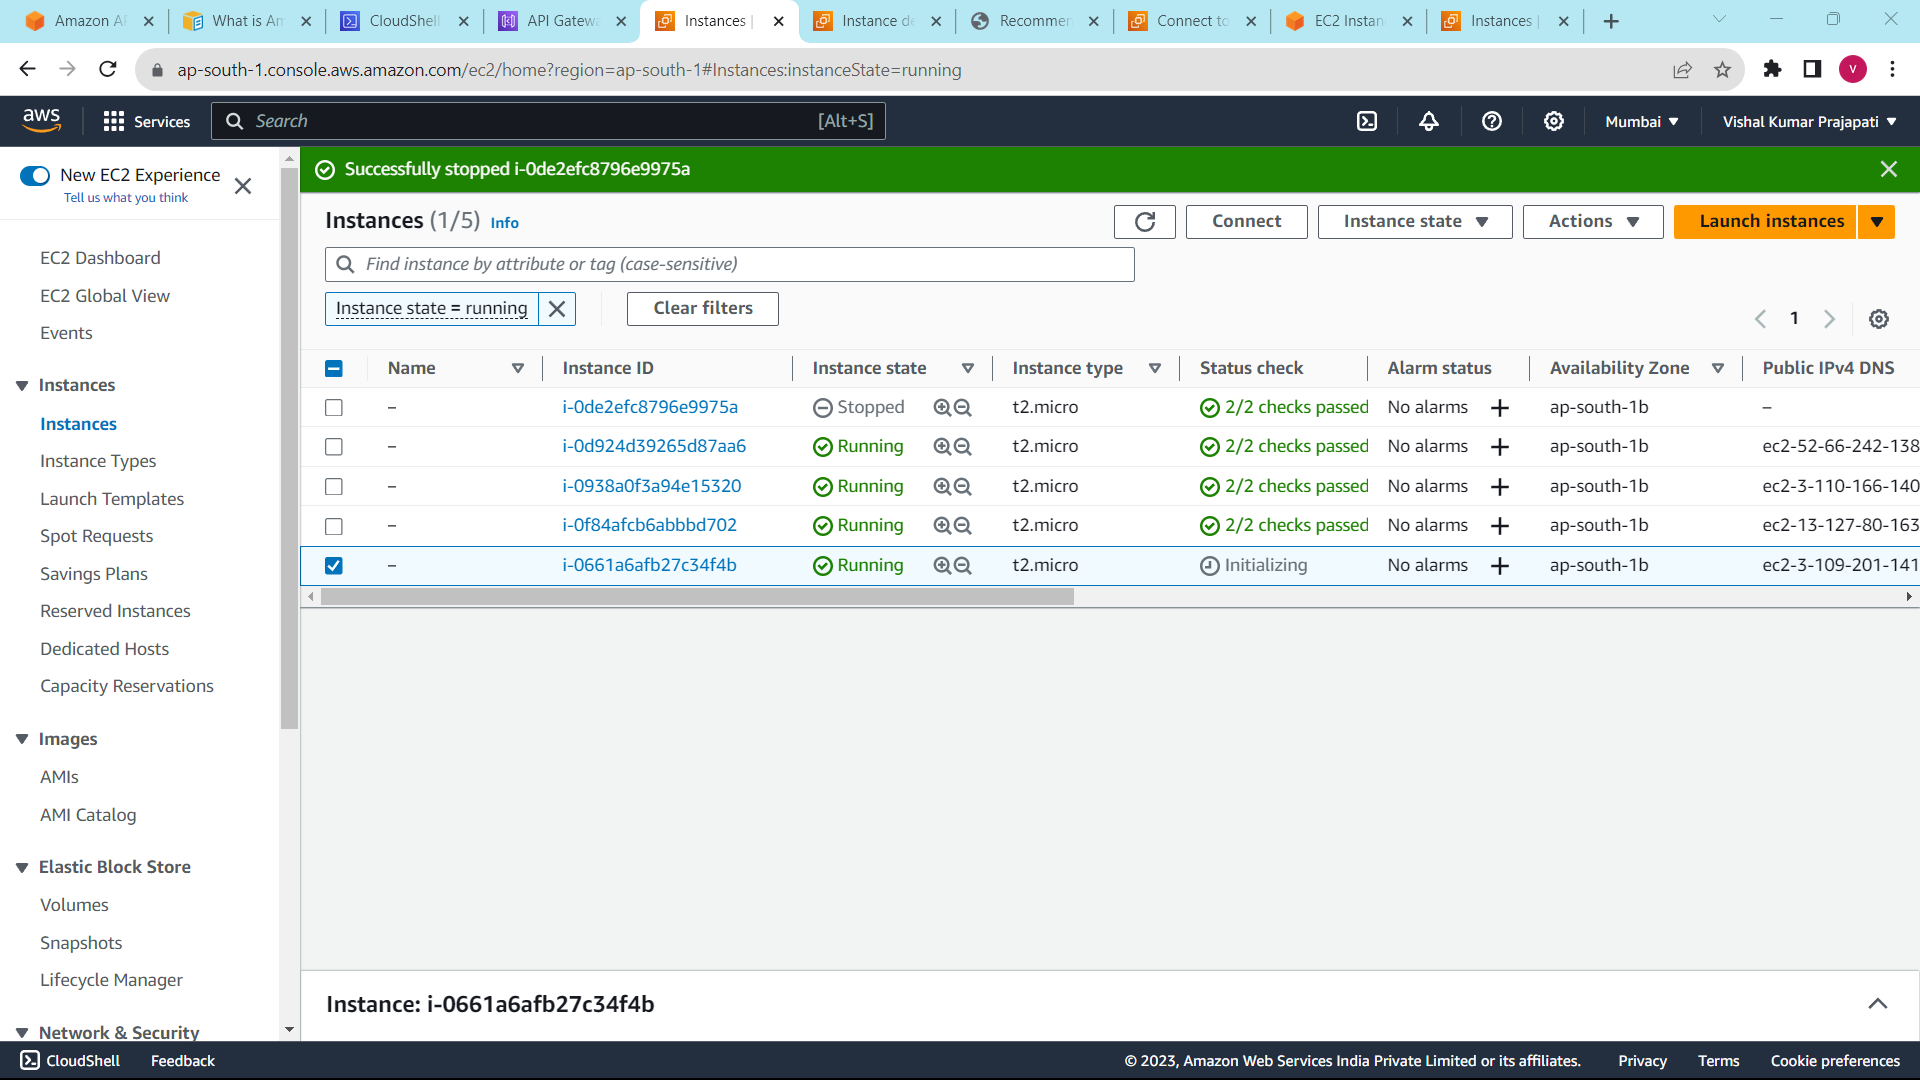 Amazon A
What is Am
CloudShell
API Gatewa
Instances |
Instance de
Recommen
Connect to
EC2 Instan
Instances |
ap-south-1.console.aws.amazon.com/ec2/home?region=ap-south-1#Instances:instanceState=running
V
aws
Services
Search
[Alt+S]
Mumbai
Vishal Kumar Prajapati
New EC2 Experience
Tell us what you think
EC2 Dashboard
EC2 Global View
Events
Instances
Instances
Instance Types
Launch Templates
Spot Requests
Savings Plans
Reserved Instances
Dedicated Hosts
Capacity Reservations
Images
AMIs
AMI Catalog
Elastic Block Store
Volumes
Snapshots
Lifecycle Manager
Network & Security
Successfully stopped i-0de2efc8796e9975a
Instances (1/5) Info
Connect
Instance state
Actions
Launch instances
Find instance by attribute or tag (case-sensitive)
Instance state = running
Clear filters
1
Name Instance ID Instance state Instance type Status check Alarm status Availability Zone Public IPv4 DNS
– i-0de2efc8796e9975a Stopped t2.micro 2/2 checks passed No alarms + ap-south-1b –
– i-0d924d39265d87aa6 Running t2.micro 2/2 checks passed No alarms + ap-south-1b ec2-52-66-242-138
– i-0938a0f3a94e15320 Running t2.micro 2/2 checks passed No alarms + ap-south-1b ec2-3-110-166-140
– i-0f84afcb6abbbd702 Running t2.micro 2/2 checks passed No alarms + ap-south-1b ec2-13-127-80-163
– i-0661a6afb27c34f4b Running t2.micro Initializing No alarms + ap-south-1b ec2-3-109-201-141
Instance: i-0661a6afb27c34f4b
CloudShell
Feedback
© 2023, Amazon Web Services India Private Limited or its affiliates.
Privacy
Terms
Cookie preferences